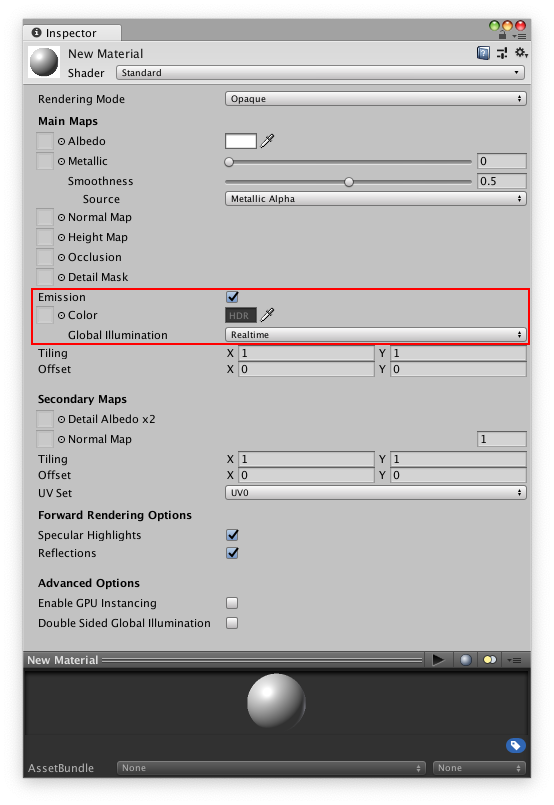 Inspector
New Material
Shader Standard
Rendering Mode Opaque
Main Maps
Albedo
Metallic 0
Smoothness 0.5
Source Metallic Alpha
Normal Map
Height Map
Occlusion
Detail Mask
Emission
Color HDR
Global Illumination Realtime
Tiling X 1 Y 1
Offset X 0 Y 0
Secondary Maps
Detail Albedo x2
Normal Map 1
Tiling X 1 Y 1
Offset X 0 Y 0
UV Set UV0
Forward Rendering Options
Specular Highlights
Reflections
Advanced Options
Enable GPU Instancing
Double Sided Global Illumination
New Material
AssetBundle None None